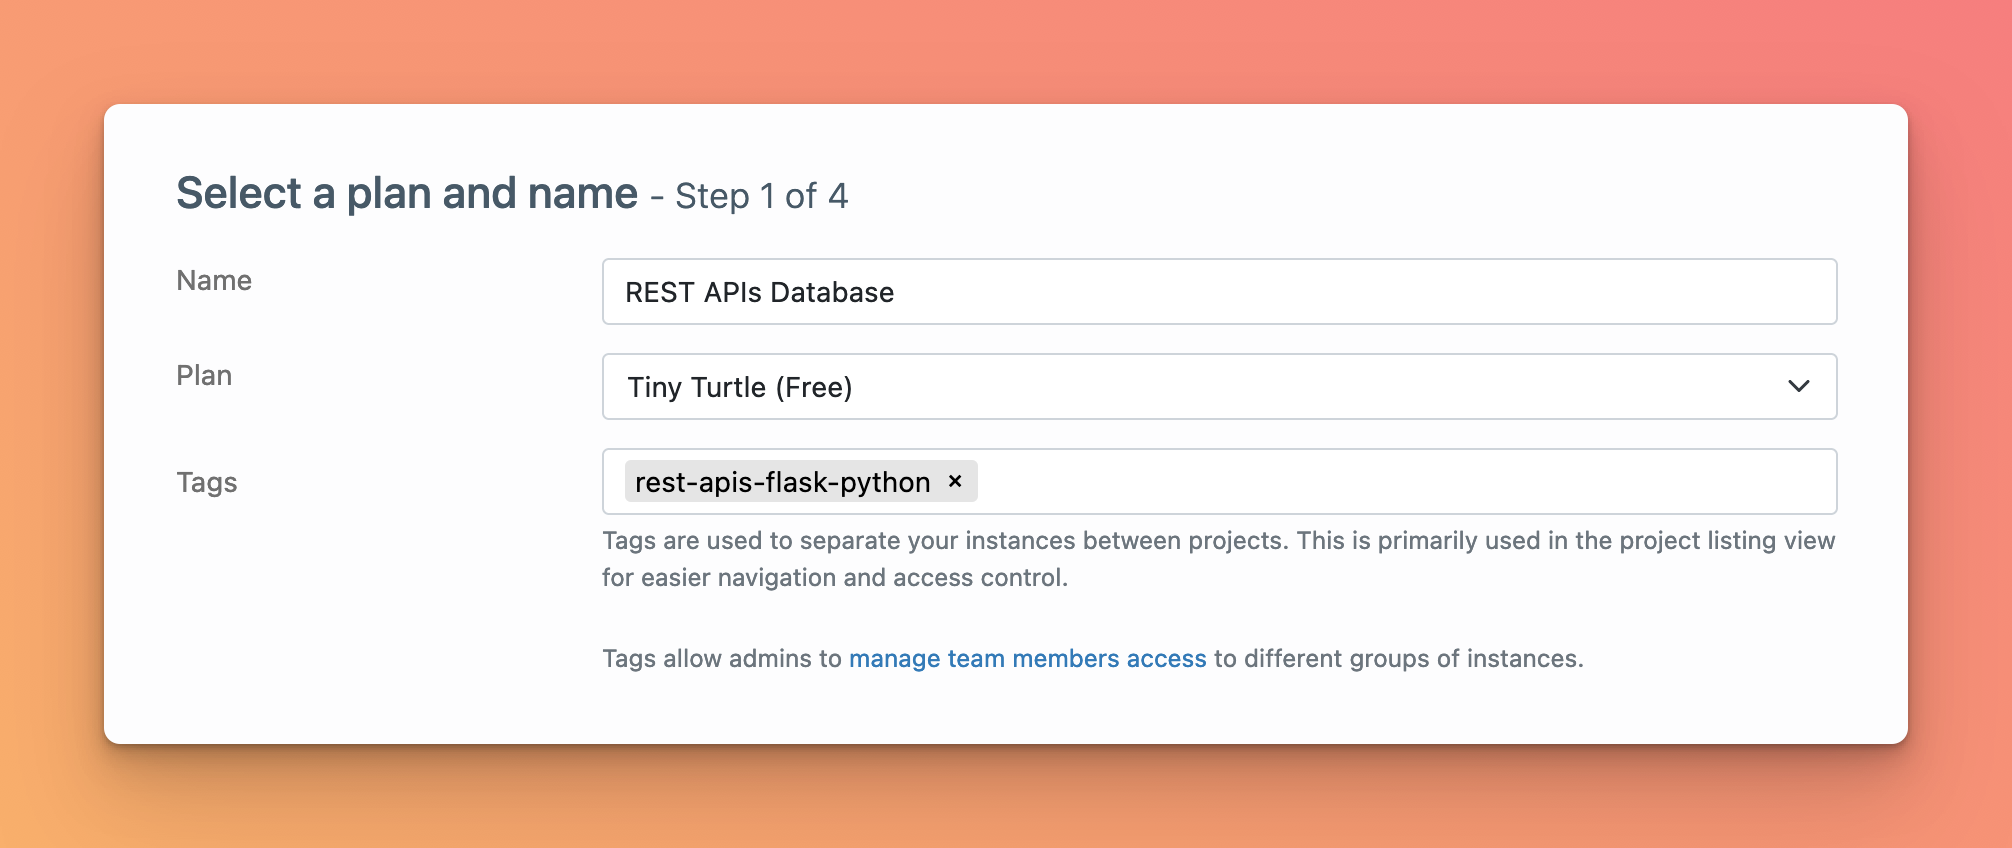 Select a plan and name - Step 1 of 4
Name
REST APIs Database
Plan
Tiny Turtle (Free)
Tags
rest-apis-flask-python ×
Tags are used to separate your instances between projects. This is primarily used in the project listing view
for easier navigation and access control.
Tags allow admins to manage team members access to different groups of instances.